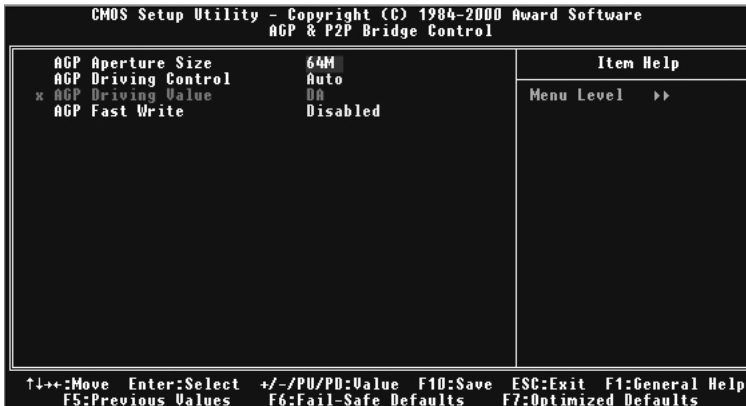 CMOS Setup Utility - Copyright (C) 1984-2000 Award Software
AGP & P2P Bridge Control
AGP Aperture Size 64M
AGP Driving Control Auto
x AGP Driving Value DA
AGP Fast Write Disabled
Item Help
Menu Level ▸▸
↑↓→←:Move Enter:Select +/-/PU/PD:Value F10:Save ESC:Exit F1:General Help
F5:Previous Values F6:Fail-Safe Defaults F7:Optimized Defaults